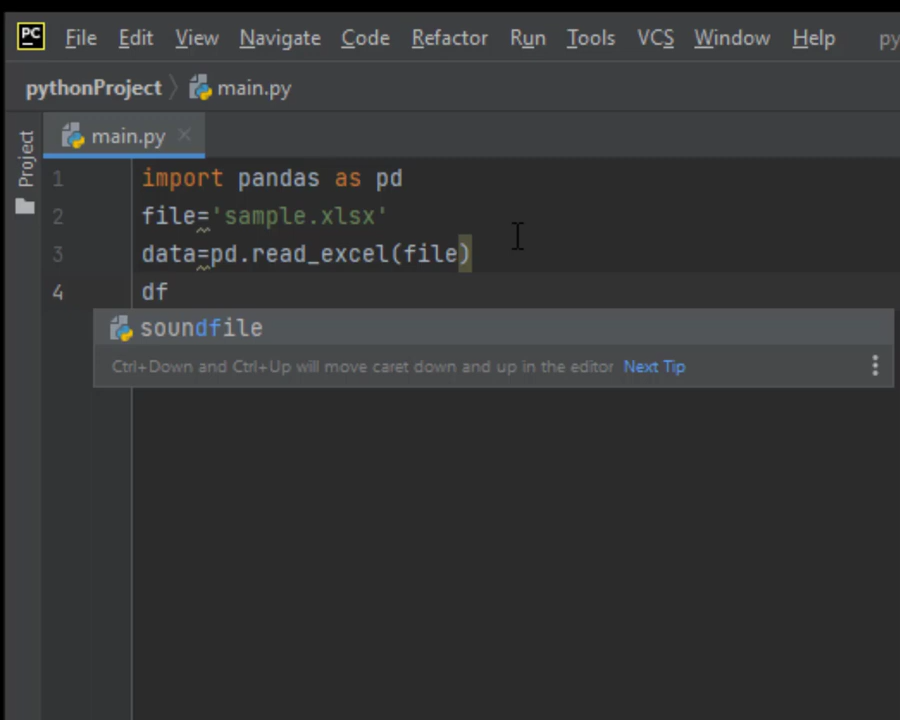 PC File Edit View Navigate Code Refactor Run Tools VCS Window Help py
pythonProject main.py
main.py
Project
1 import pandas as pd
2 file='sample.xlsx'
3 data=pd.read_excel(file)
4 df
soundfile
Ctrl+Down and Ctrl+Up will move caret down and up in the editor Next Tip